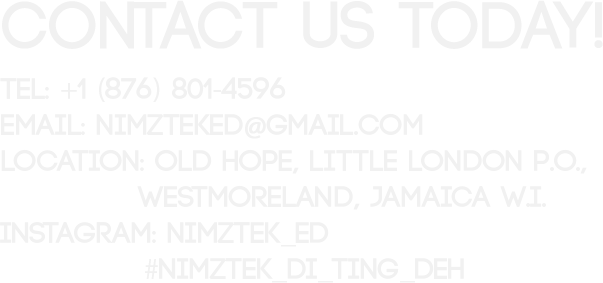 CONTACT US TODAY!
TEL: +1 (876) 801-4596
EMAIL: NIMZTEKED@GMAIL.COM
LOCATION: OLD HOPE, LITTLE LONDON P.O.,
WESTMORELAND, JAMAICA W.I.
INSTAGRAM: NIMZTEK_ED
#NIMZTEK_DI_TING_DEH